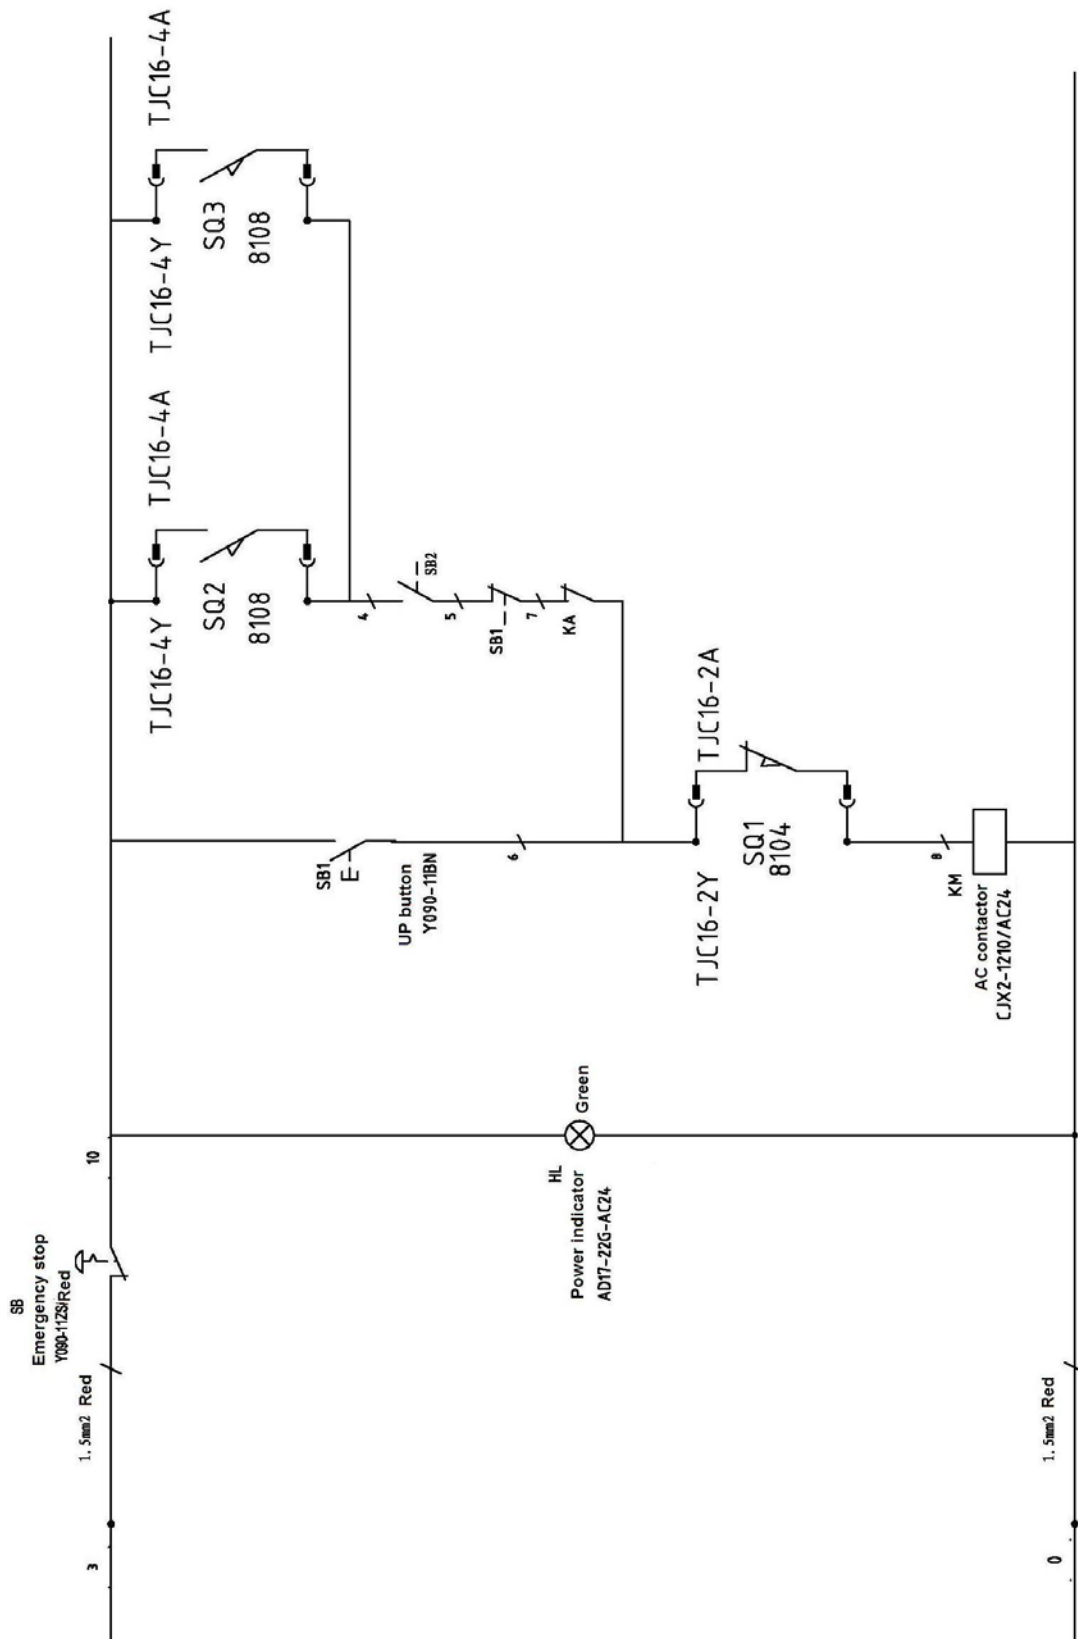 3
1.5mm2 Red
SB
Emergency stop
Y090-11ZS/Red
10
TJC16-4Y
TJC16-4A
SQ2
8108
TJC16-4Y
TJC16-4A
SQ3
8108
4
SB2
5
SB1
7
KA
SB1
UP button
Y090-11BN
6
TJC16-2Y
TJC16-2A
SQ1
8104
8
KM
AC contactor
CJX2-1210/AC24
HL
Green
Power indicator
AD17-22G-AC24
1.5mm2 Red
0